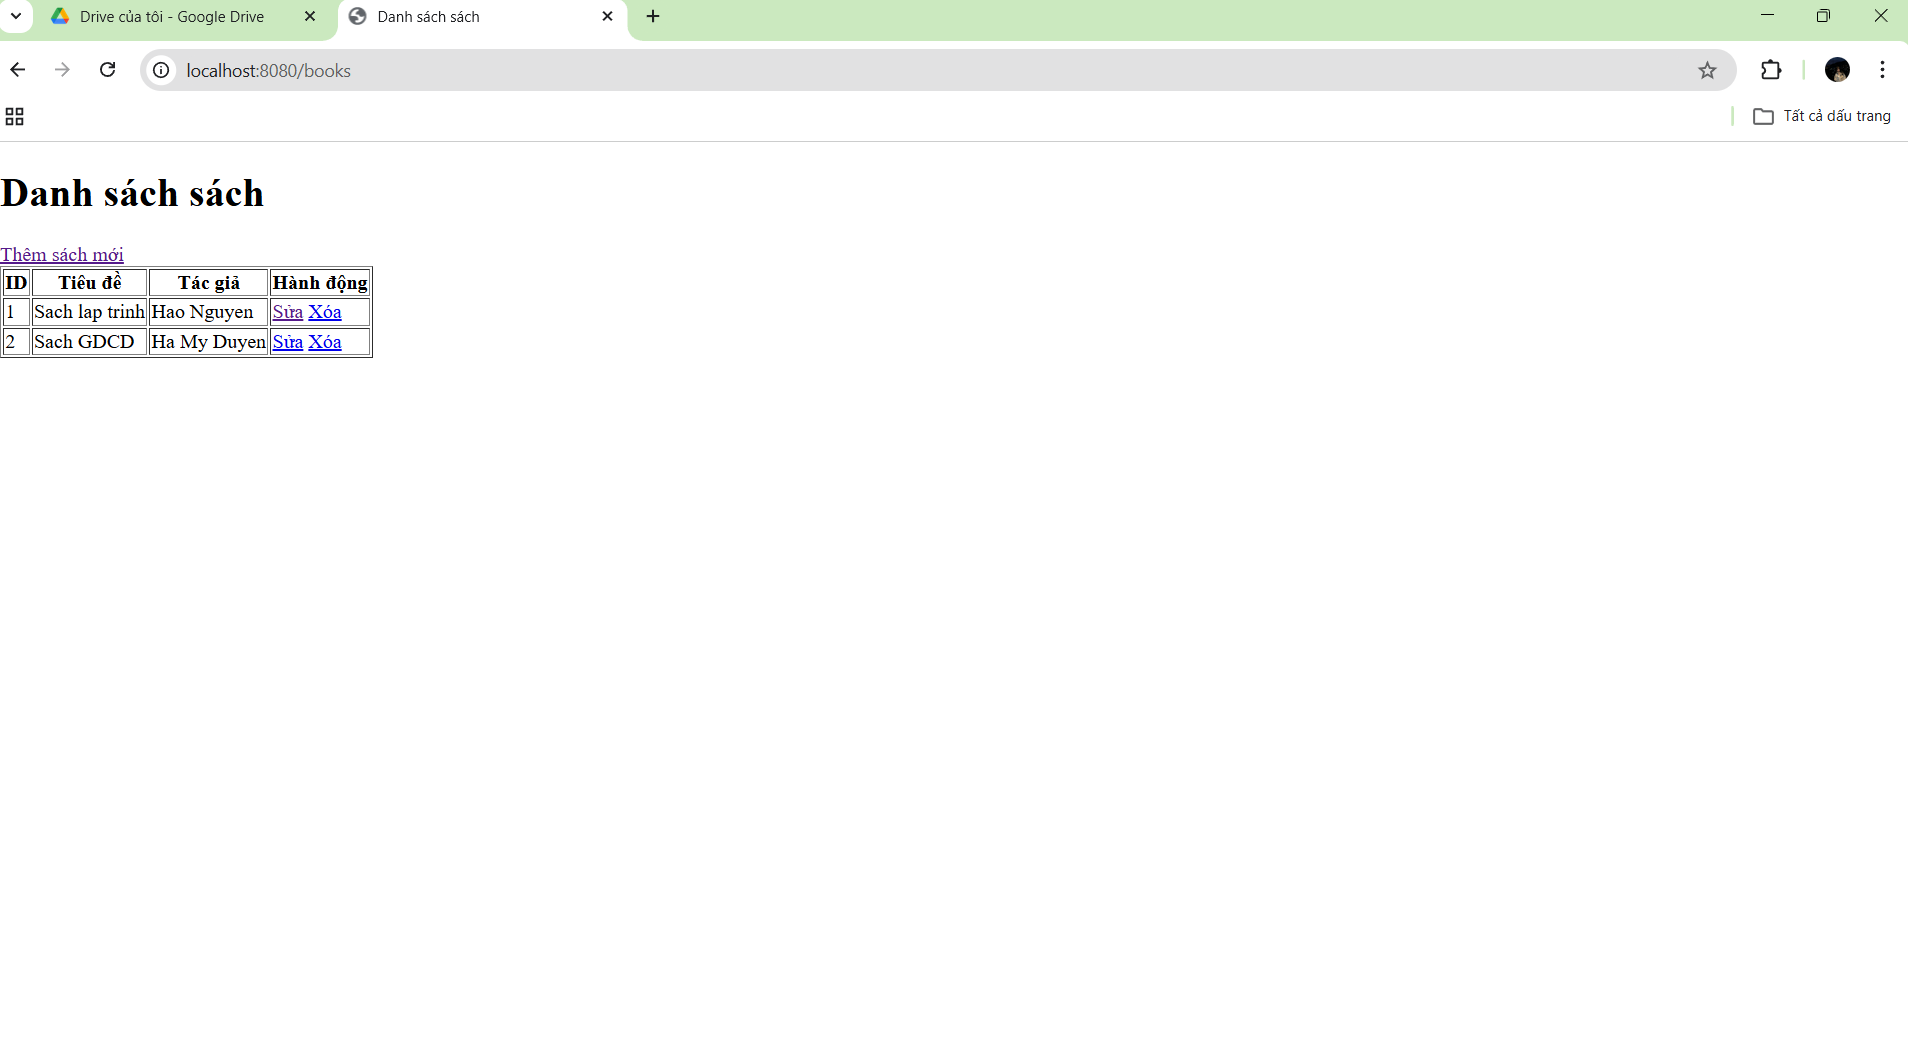 Drive của tôi - Google Drive
Danh sách sách
localhost:8080/books
Tất cả dấu trang
Danh sách sách
Thêm sách mới
ID Tiêu đề Tác giả Hành động
1 Sach lap trinh Hao Nguyen Sửa Xóa
2 Sach GDCD Ha My Duyen Sửa Xóa